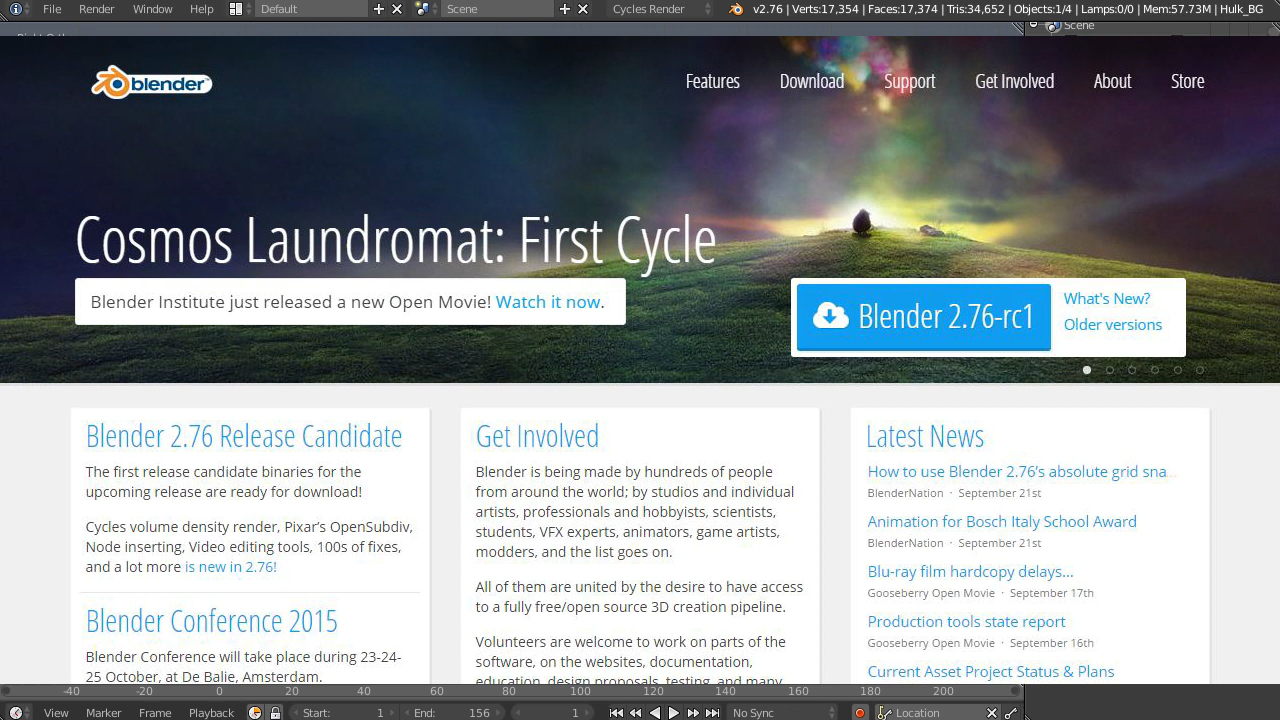 File Render Window Help Default Scene Cycles Render v2.76 | Verts:17,354 | Faces:17,374 | Tris:34,652 | Objects:1/4 | Lamps:0/0 | Mem:57.73M | Hulk_BG
Scene
blender
Features Download Support Get Involved About Store
Cosmos Laundromat: First Cycle
Blender Institute just released a new Open Movie! Watch it now.
Blender 2.76-rc1
What's New?
Older versions
Blender 2.76 Release Candidate
The first release candidate binaries for the
upcoming release are ready for download!
Cycles volume density render, Pixar's OpenSubdiv,
Node inserting, Video editing tools, 100s of fixes,
and a lot more is new in 2.76!
Blender Conference 2015
Blender Conference will take place during 23-24-
25 October, at De Balie, Amsterdam.
Get Involved
Blender is being made by hundreds of people
from around the world; by studios and individual
artists, professionals and hobbyists, scientists,
students, VFX experts, animators, game artists,
modders, and the list goes on.
All of them are united by the desire to have access
to a fully free/open source 3D creation pipeline.
Volunteers are welcome to work on parts of the
software, on the websites, documentation,
education, design proposals, testing, and many
Latest News
How to use Blender 2.76's absolute grid sna
BlenderNation · September 21st
Animation for Bosch Italy School Award
BlenderNation · September 21st
Blu-ray film hardcopy delays...
Gooseberry Open Movie · September 17th
Production tools state report
Gooseberry Open Movie · September 16th
Current Asset Project Status & Plans
-40 -20 0 20 40 60 80 100 120 140 160 180 200
View Marker Frame Playback Start: 1 End: 156 1 No Sync Location